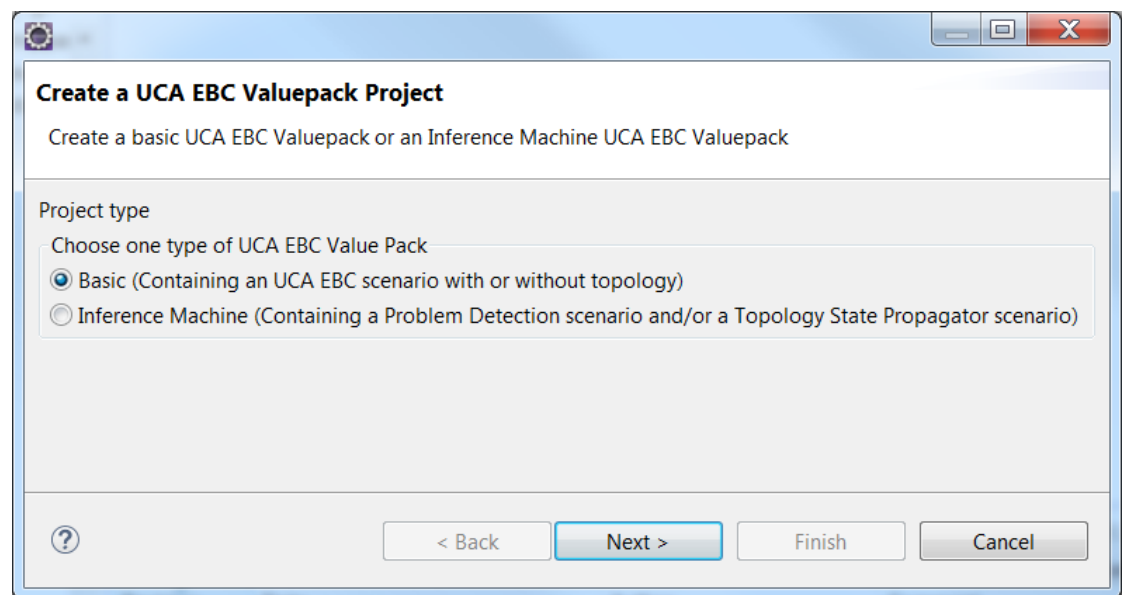 Create a UCA EBC Valuepack Project
Create a basic UCA EBC Valuepack or an Inference Machine UCA EBC Valuepack
Project type
Choose one type of UCA EBC Value Pack
Basic (Containing an UCA EBC scenario with or without topology)
Inference Machine (Containing a Problem Detection scenario and/or a Topology State Propagator scenario)
? < Back Next > Finish Cancel